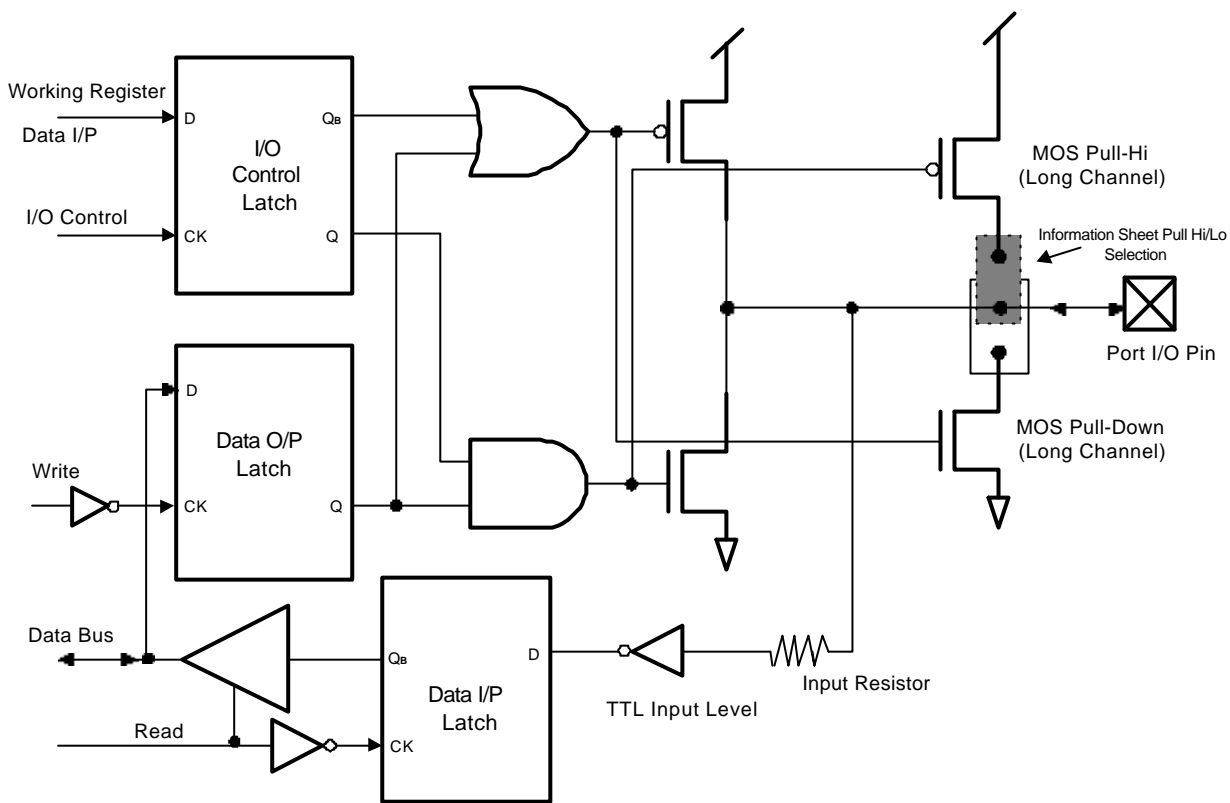 Working Register
Data I/P
I/O Control
D
CK
QB
Q
I/O
Control
Latch
MOS Pull-Hi
(Long Channel)
Information Sheet Pull Hi/Lo
Selection
Port I/O Pin
MOS Pull-Down
(Long Channel)
Write
D
CK
Q
Data O/P
Latch
Data Bus
Read
QB
CK
D
Data I/P
Latch
TTL Input Level
Input Resistor